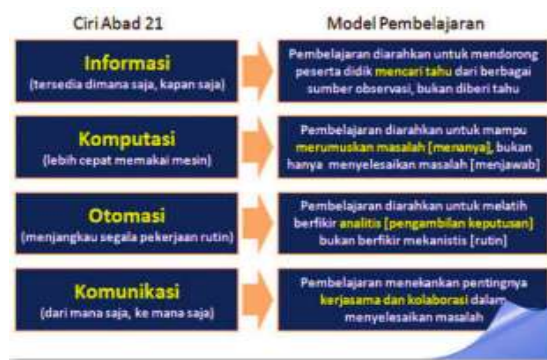 Ciri Abad 21
Model Pembelajaran
Informasi
(tersedia dimana saja, kapan saja)
Pembelajaran diarahkan untuk mendorong
peserta didik mencari tahu dari berbagai
sumber observasi, bukan diberi tahu
Komputasi
(lebih cepat memakai mesin)
Pembelajaran diarahkan untuk mampu
merumuskan masalah [menanya], bukan
hanya menyelesaikan masalah [menjawab]
Otomasi
(menjangkau segala pekerjaan rutin)
Pembelajaran diarahkan untuk melatih
berfikir analitis [pengambilan keputusan]
bukan berfikir mekanistis [rutin]
Komunikasi
(dari mana saja, ke mana saja)
Pembelajaran menekankan pentingnya
kerjasama dan kolaborasi dalam
menyelesaikan masalah